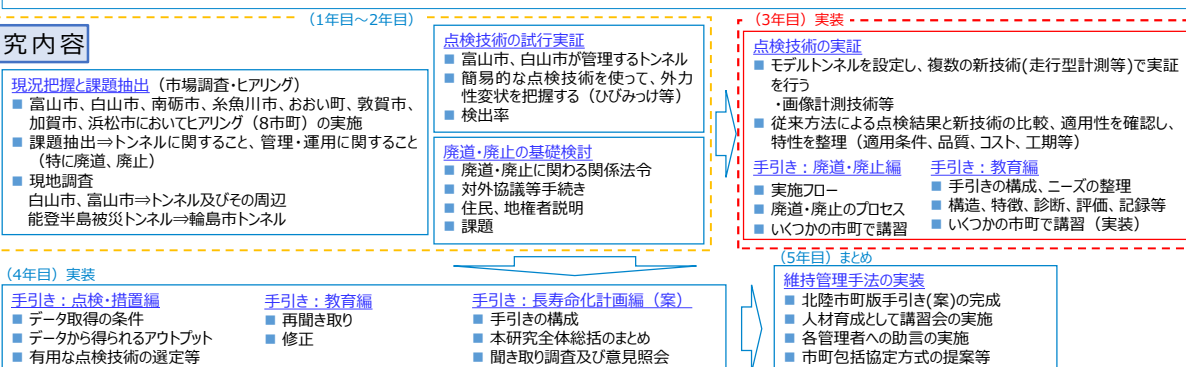 (1年目~2年目)
究内容
現況把握と課題抽出(市場調査・ヒアリング)
■ 富山市、白山市、南砺市、糸魚川市、おおい町、敦賀市、
加賀市、浜松市においてヒアリング(8市町)の実施
■ 課題抽出⇒トンネルに関すること、管理・運用に関すること
(特に廃道、廃止)
■ 現地調査
白山市、富山市⇒トンネル及びその周辺
能登半島被災トンネル⇒輪島市トンネル
点検技術の試行実証
■ 富山市、白山市が管理するトンネル
■ 簡易的な点検技術を使って、外力
性変状を把握する(ひびみっけ等)
■ 検出率
廃道・廃止の基礎検討
■ 廃道・廃止に関わる関係法令
■ 対外協議等手続き
■ 住民、地権者説明
■ 課題
(3年目)実装
点検技術の実証
■ モデルトンネルを設定し、複数の新技術(走行型計測等)で実証
を行う
・画像計測技術等
■ 従来方法による点検結果と新技術の比較、適用性を確認し、
特性を整理(適用条件、品質、コスト、工期等)
手引き:廃道・廃止編
■ 実施フロー
■ 廃道・廃止のプロセス
■ いくつかの市町で講習
手引き:教育編
■ 手引きの構成、ニーズの整理
■ 構造、特徴、診断、評価、記録等
■ いくつかの市町で講習(実装)
(4年目)実装
手引き:点検・措置編
■ データ取得の条件
■ データから得られるアウトプット
■ 有用な点検技術の選定等
手引き:教育編
■ 再聞き取り
■ 修正
手引き:長寿命化計画編(案)
■ 手引きの構成
■ 本研究全体総括のまとめ
■ 聞き取り調査及び意見照会
(5年目)まとめ
維持管理手法の実装
■ 北陸市町版手引き(案)の完成
■ 人材育成として講習会の実施
■ 各管理者への助言の実施
■ 市町包括協定方式の提案等